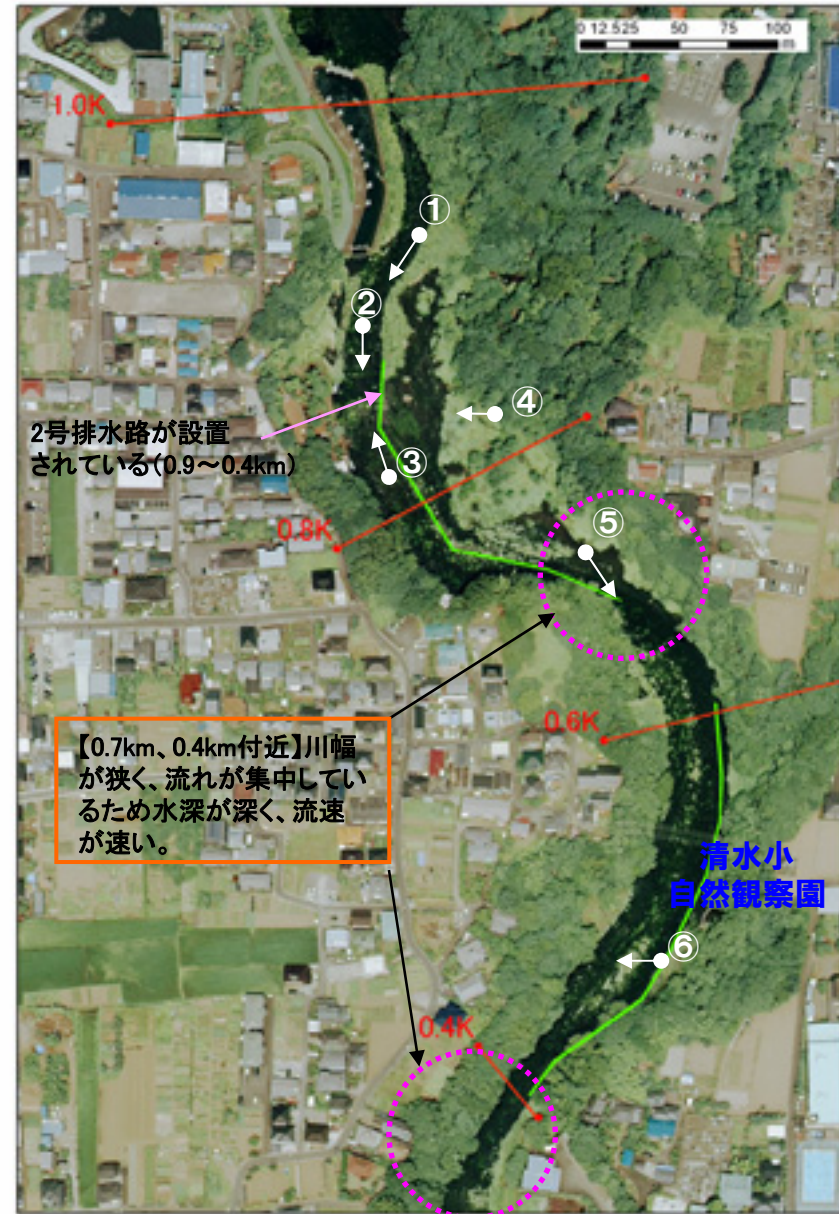 0 12.525 50 75 100
m
1.0K
①
②
④
2号排水路が設置
されている(0.9～0.4km)
③
0.8K
⑤
0.6K
【0.7km、0.4km付近】川幅
が狭く、流れが集中してい
るため水深が深く、流速
が速い。
清水小
自然観察園
⑥
0.4K